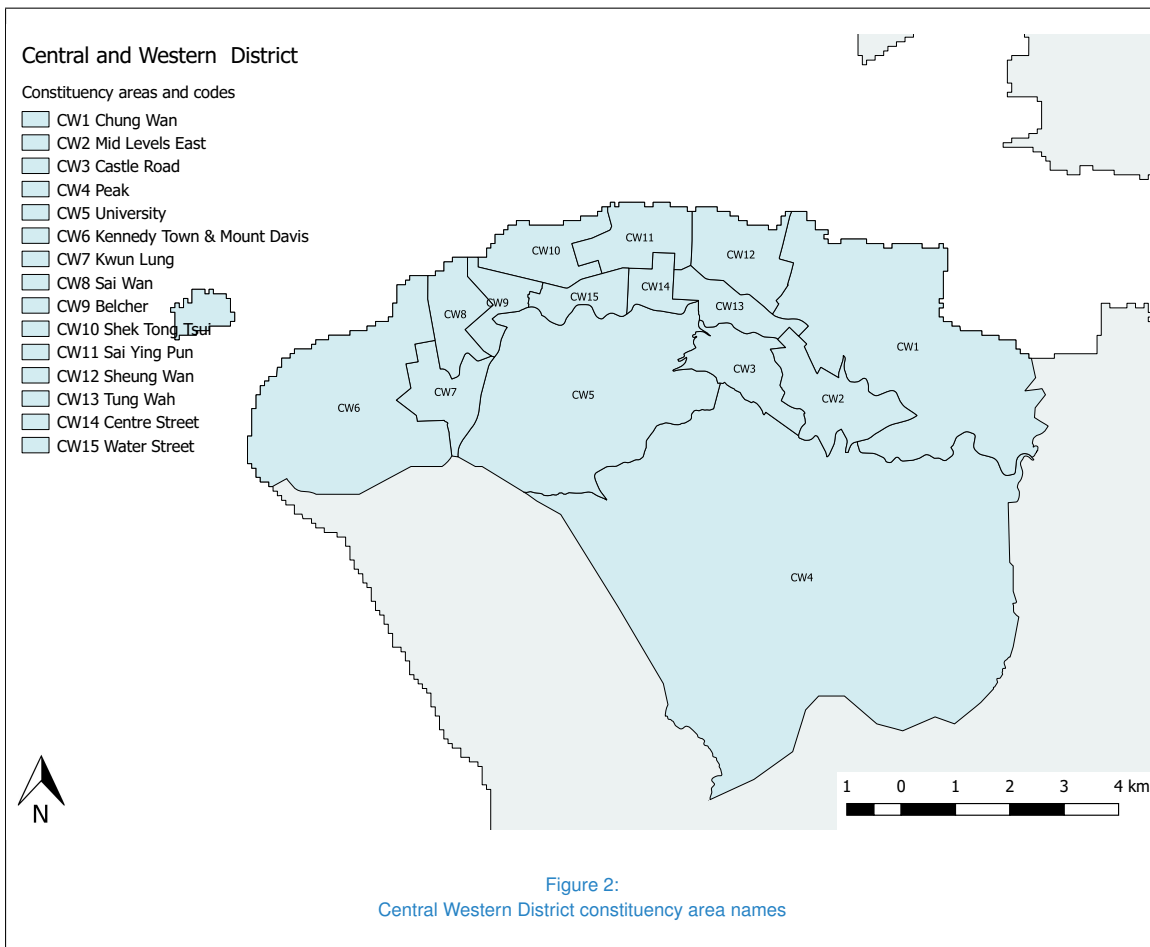 Central and Western District
Constituency areas and codes
CW1 Chung Wan
CW2 Mid Levels East
CW3 Castle Road
CW4 Peak
CW5 University
CW6 Kennedy Town & Mount Davis
CW7 Kwun Lung
CW8 Sai Wan
CW9 Belcher
CW10 Shek Tong Tsui
CW11 Sai Ying Pun
CW12 Sheung Wan
CW13 Tung Wah
CW14 Centre Street
CW15 Water Street
CW11
CW10
CW12
CW14
CW15
CW9
CW13
CW8
CW1
CW3
CW7
CW5
CW2
CW6
CW4
N
1 0 1 2 3 4 km
Figure 2:
Central Western District constituency area names